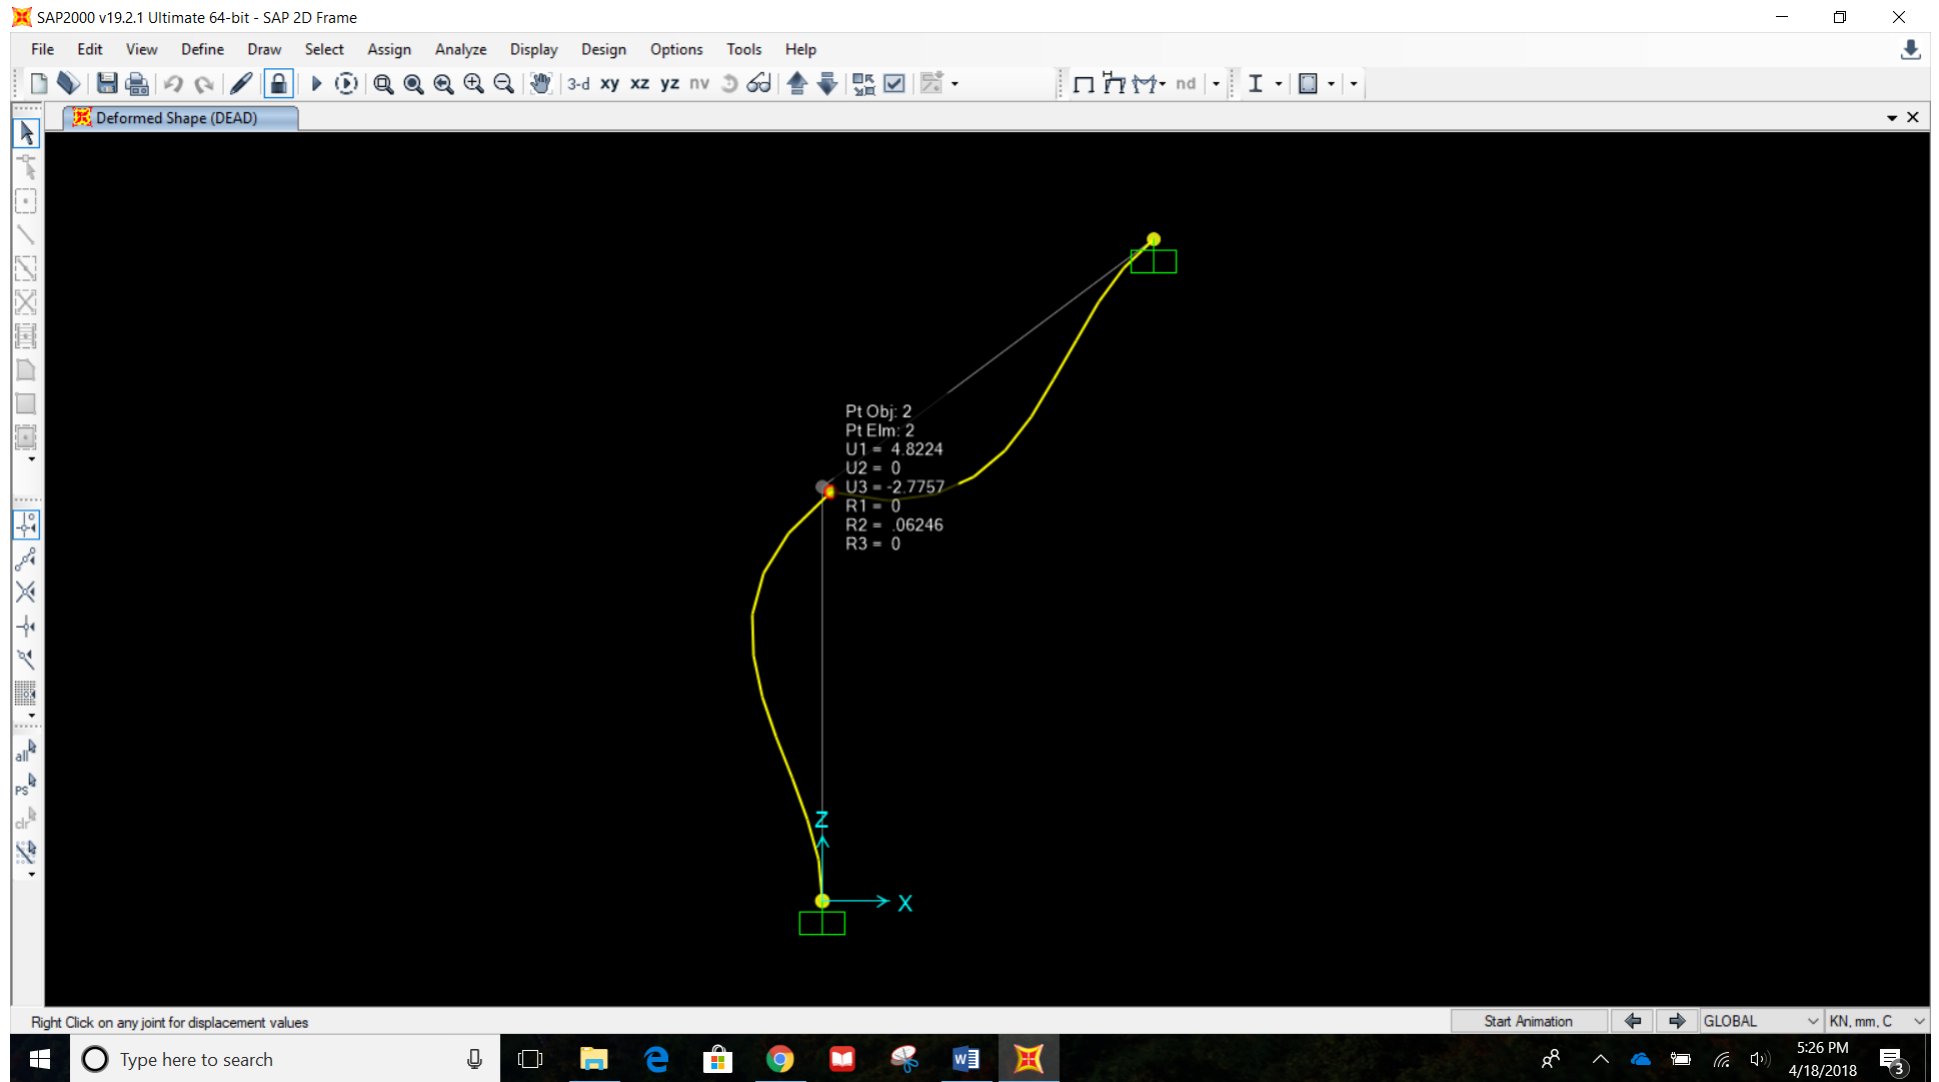 SAP2000 v19.2.1 Ultimate 64-bit - SAP 2D Frame
File Edit View Define Draw Select Assign Analyze Display Design Options Tools Help
3-d xy xz yz nv nd
Deformed Shape (DEAD)
Pt Obj: 2
Pt Elm: 2
U1 = 4.8224
U2 = 0
U3 = -2.7757
R1 = 0
R2 = .06246
R3 = 0
all
PS
clr
Z
X
Right Click on any joint for displacement values
Start Animation
GLOBAL
KN, mm, C
Type here to search
5:26 PM
4/18/2018
3